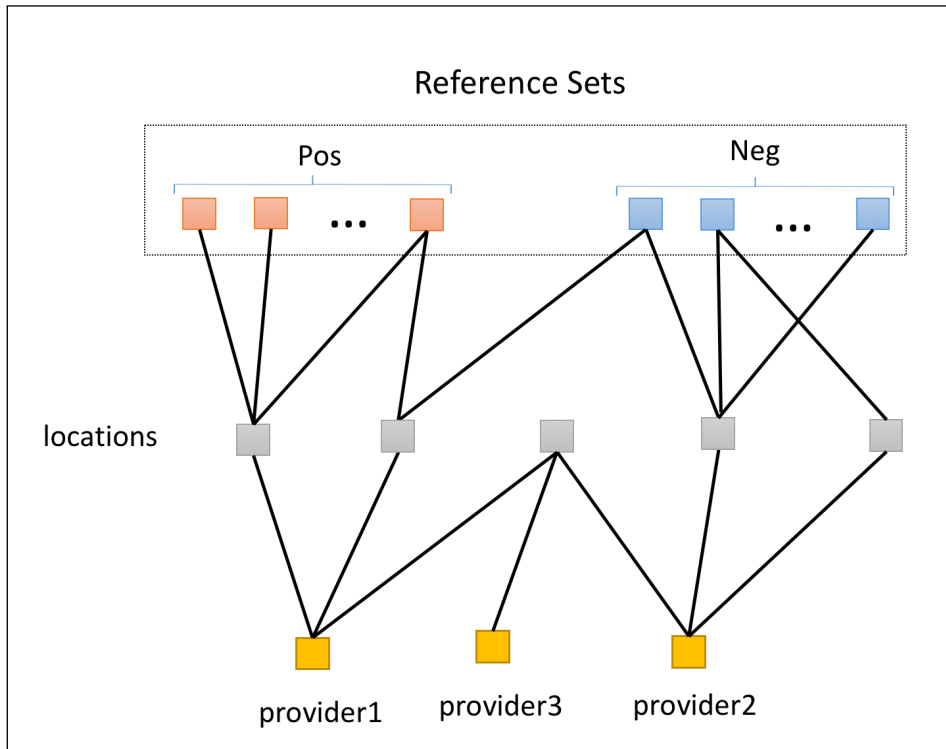 Reference Sets
Pos
Neg
...
...
locations
provider1
provider3
provider2